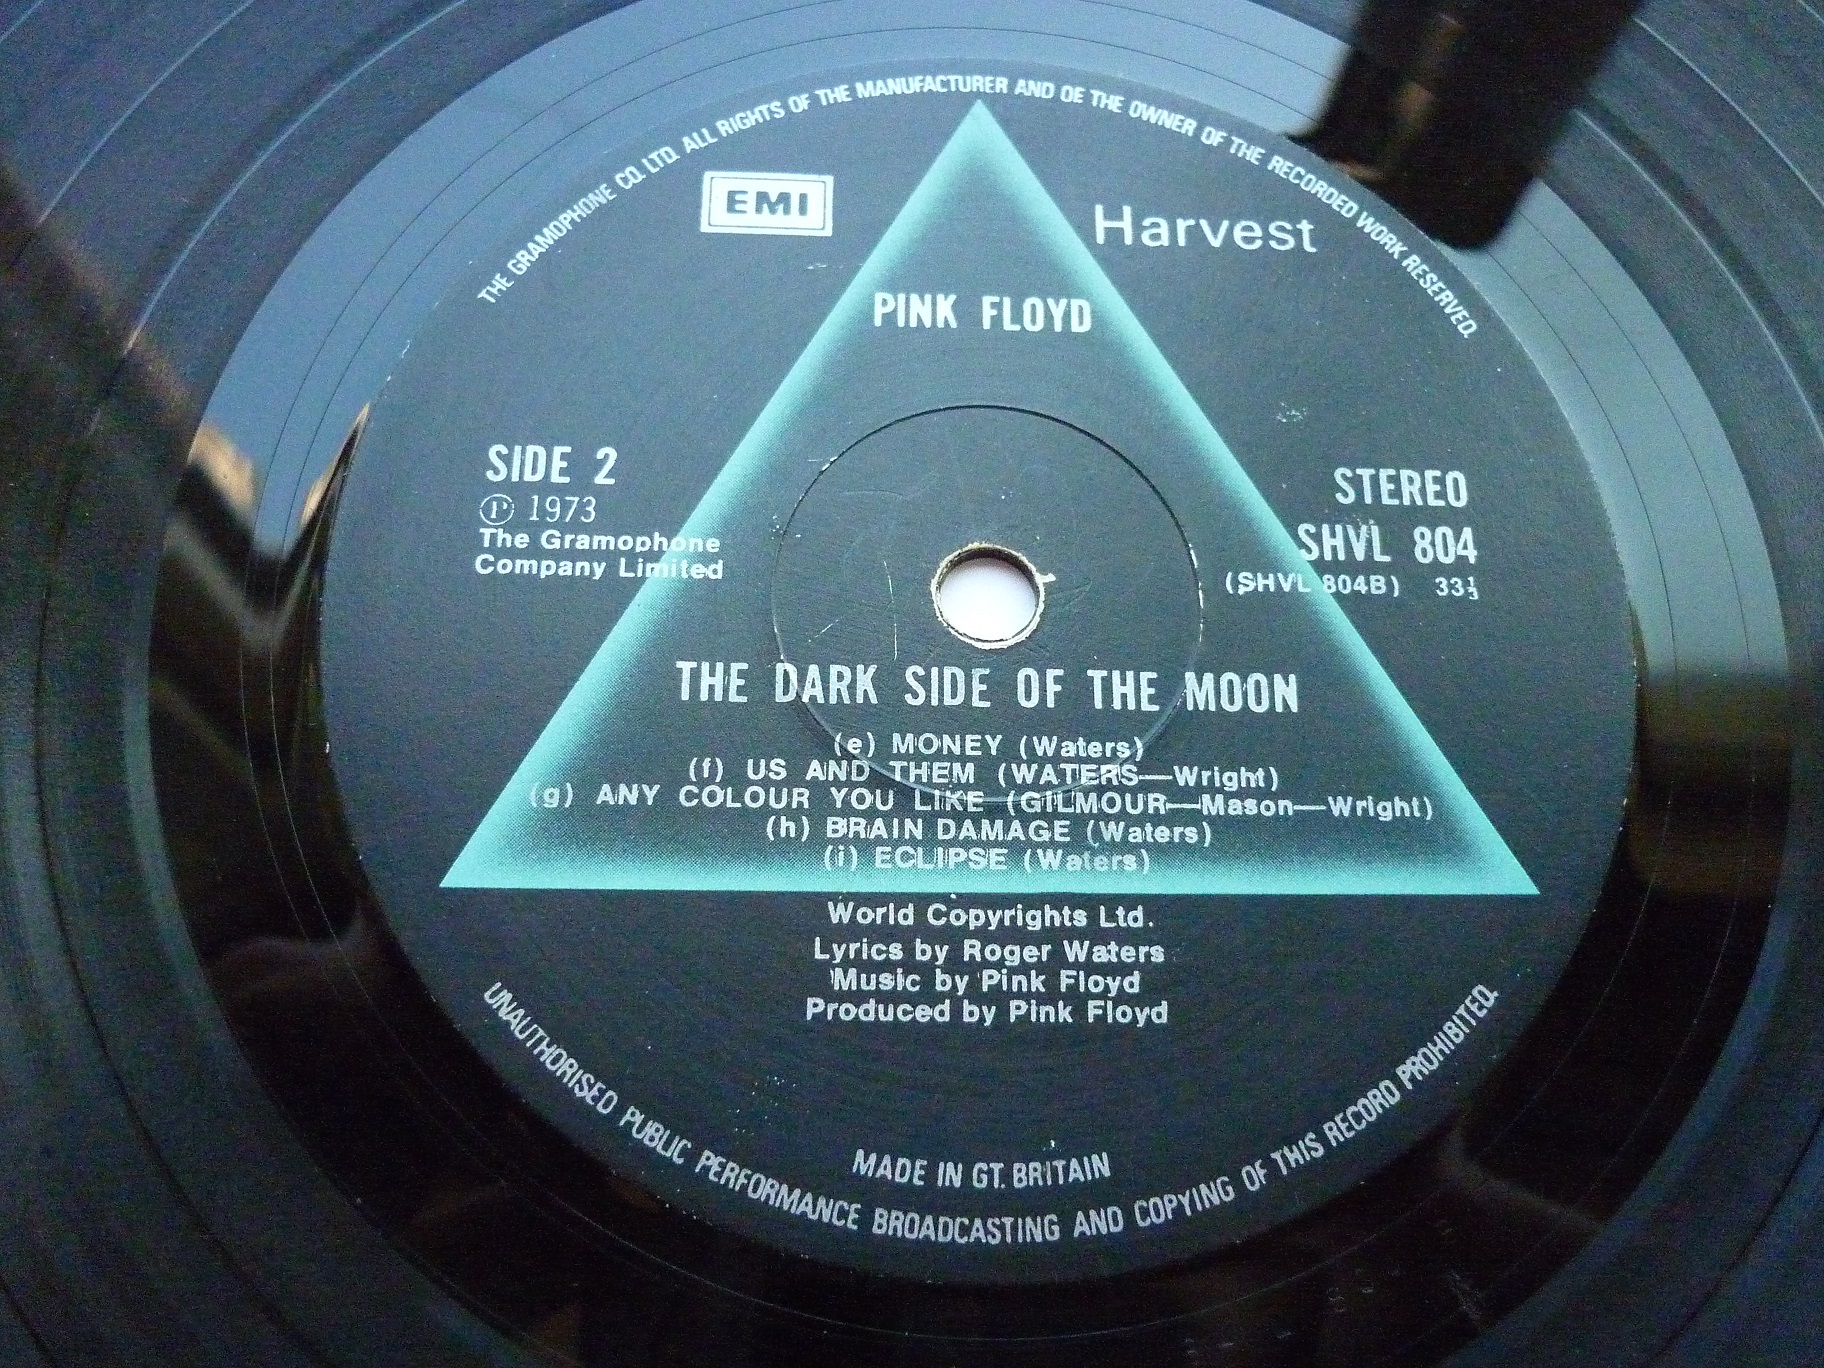 THE GRAMOPHONE CO. LTD. ALL RIGHTS OF THE MANUFACTURER AND OE THE OWNER OF THE RECORDED WORK RESERVED.
EMI
Harvest
PINK FLOYD
SIDE 2
Ⓟ 1973
The Gramophone
Company Limited
STEREO
SHVL 804
(SHVL 804B) 33⅓
THE DARK SIDE OF THE MOON
(e) MONEY (Waters)
(f) US AND THEM (WATERS—Wright)
(g) ANY COLOUR YOU LIKE (GILMOUR—Mason—Wright)
(h) BRAIN DAMAGE (Waters)
(i) ECLIPSE (Waters)
World Copyrights Ltd.
Lyrics by Roger Waters
Music by Pink Floyd
Produced by Pink Floyd
MADE IN GT. BRITAIN
UNAUTHORISED PUBLIC PERFORMANCE BROADCASTING AND COPYING OF THIS RECORD PROHIBITED.